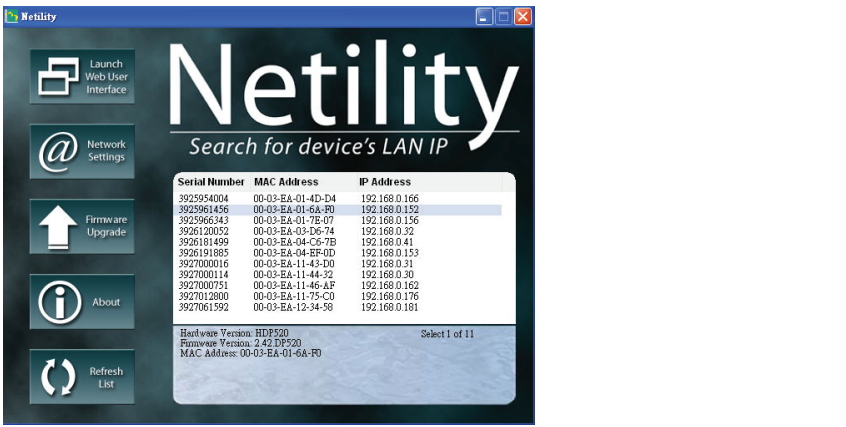 Netility
Launch
Web User
Interface
Network
Settings
Firmware
Upgrade
About
Refresh
List
Netility
Search for device's LAN IP
Serial Number MAC Address IP Address
3925954004 00-03-EA-01-4D-D4 192.168.0.166
3925961456 00-03-EA-01-6A-F0 192.168.0.152
3925966343 00-03-EA-01-7E-07 192.168.0.156
3926120052 00-03-EA-03-D6-74 192.168.0.32
3926181499 00-03-EA-04-C6-7B 192.168.0.41
3926191885 00-03-EA-04-EF-0D 192.168.0.153
3927000016 00-03-EA-11-43-D0 192.168.0.31
3927000114 00-03-EA-11-44-32 192.168.0.30
3927000751 00-03-EA-11-46-AF 192.168.0.162
3927012800 00-03-EA-11-75-C0 192.168.0.176
3927061592 00-03-EA-12-34-58 192.168.0.181
Hardware Version: HDP520 Select 1 of 11
Firmware Version: 2.42.DP520
MAC Address: 00-03-EA-01-6A-F0